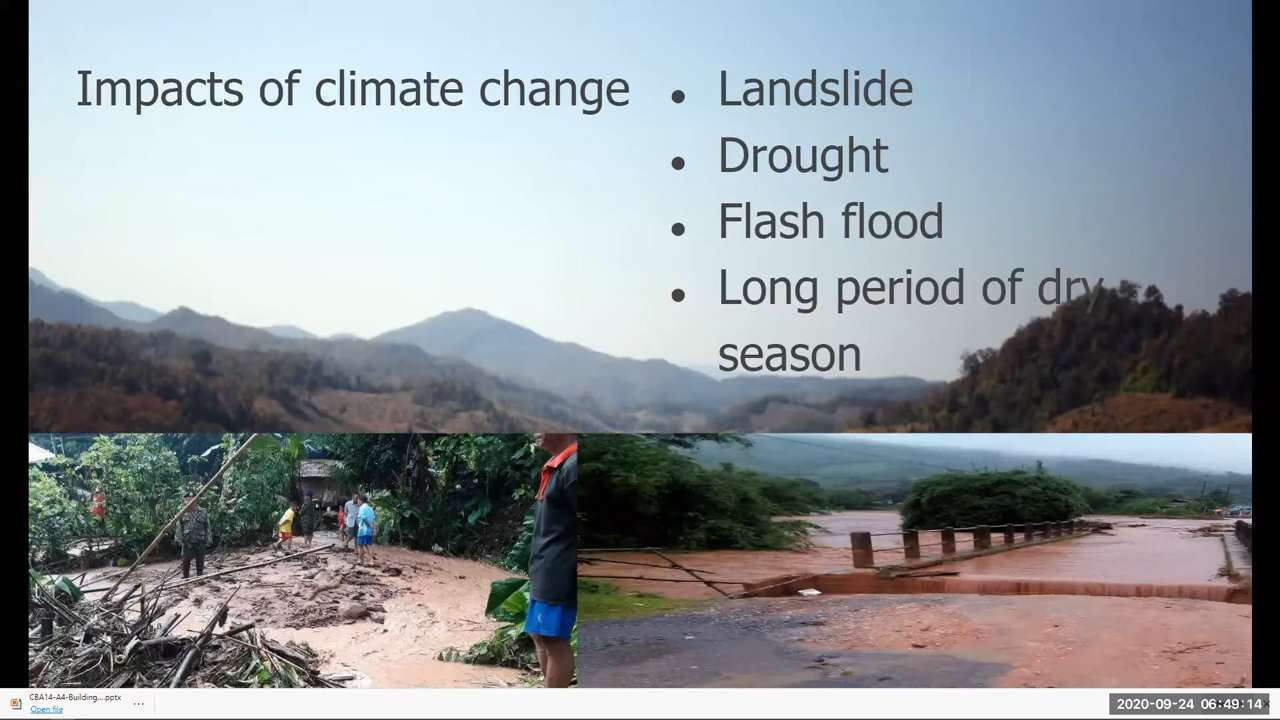 Impacts of climate change
• Landslide
• Drought
• Flash flood
• Long period of dry
season
CBA14-A4-Building....pptx
Open file
2020-09-24 06:49:14